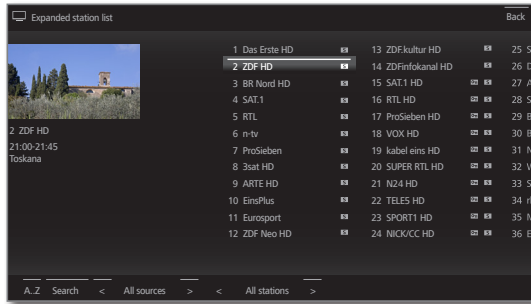 Expanded station list
Back
2 ZDF HD
21:00-21:45
Toskana
1 Das Erste HD
2 ZDF HD
3 BR Nord HD
4 SAT.1
5 RTL
6 n-tv
7 ProSieben
8 3sat HD
9 ARTE HD
10 EinsPlus
11 Eurosport
12 ZDF Neo HD
13 ZDF.kultur HD
14 ZDFinfokanal HD
15 SAT.1 HD
16 RTL HD
17 ProSieben HD
18 VOX HD
19 kabel eins HD
20 SUPER RTL HD
21 N24 HD
22 TELE5 HD
23 SPORT1 HD
24 NICK/CC HD
25 S
26
27
28
29
30
31
32
33
34
35
36
A..Z Search < All sources > < All stations >